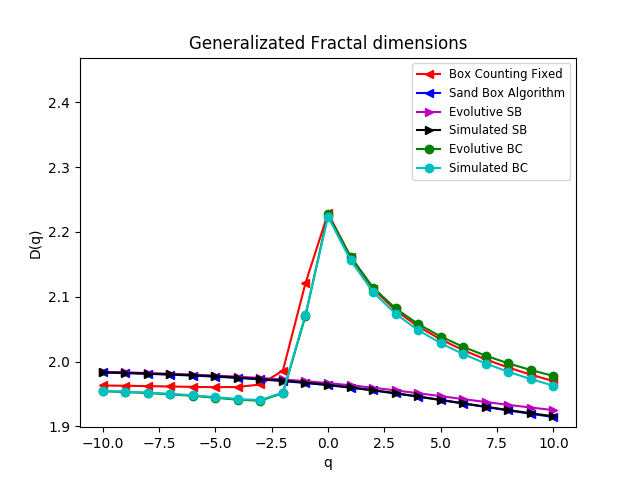 Generalizated Fractal dimensions
Box Counting Fixed
Sand Box Algorithm
Evolutive SB
Simulated SB
Evolutive BC
Simulated BC
D(q)
2.4
2.3
2.2
2.1
2.0
1.9
−10.0 −7.5 −5.0 −2.5 0.0 2.5 5.0 7.5 10.0
q